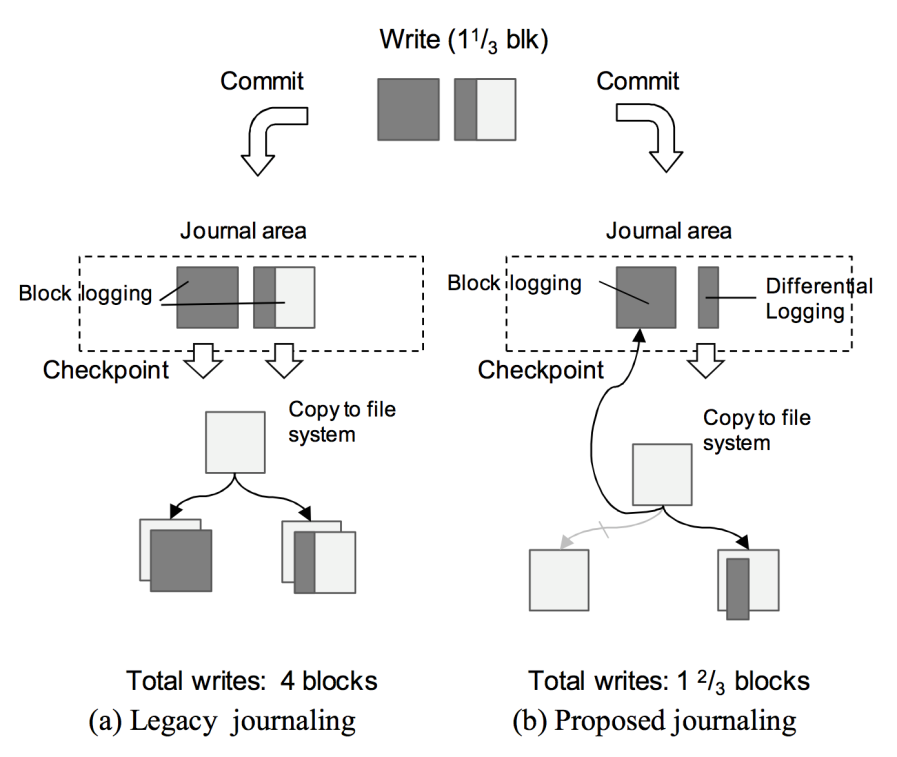 Write (1 1/3 blk)
Commit
Commit
Journal area
Block logging
Checkpoint
Copy to file
system
Total writes: 4 blocks
(a) Legacy journaling
Journal area
Block logging
Differential
Logging
Checkpoint
Copy to file
system
Total writes: 1 2/3 blocks
(b) Proposed journaling